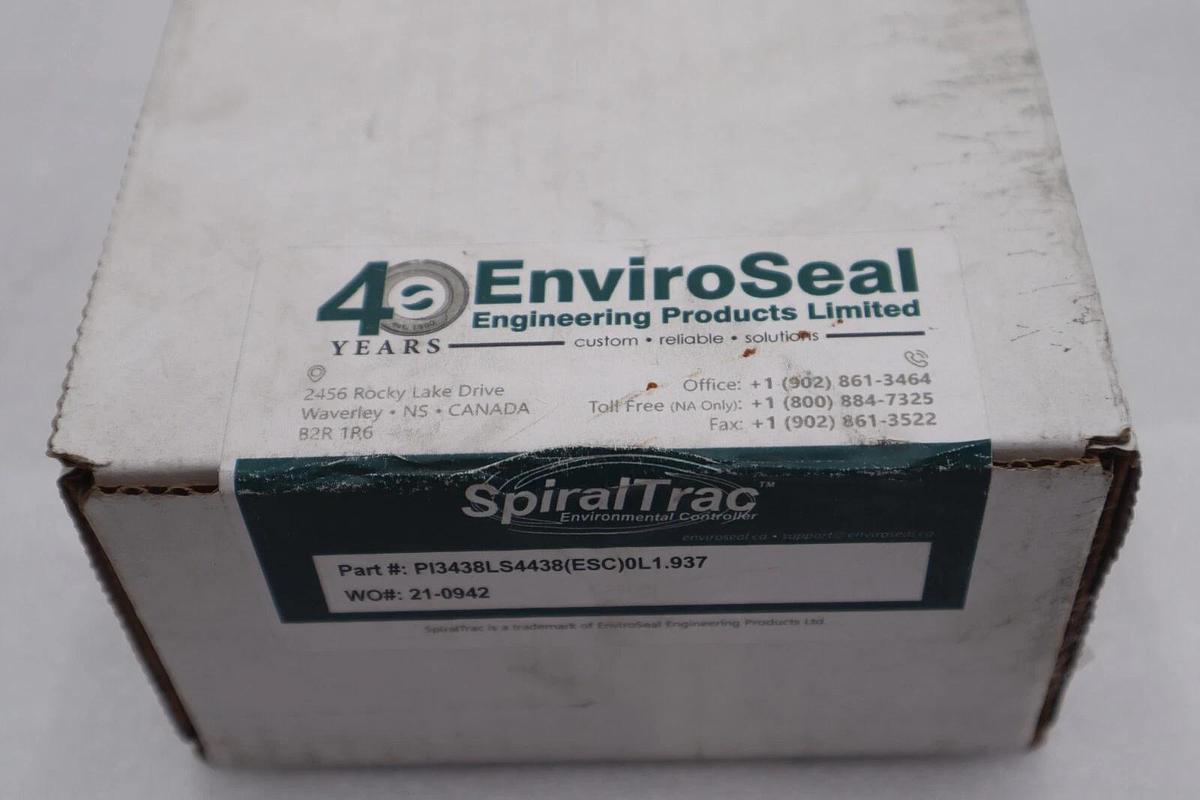 40 EnviroSeal
Engineering Products Limited
YEARS
custom • reliable • solutions
2456 Rocky Lake Drive
Waverley • NS • CANADA
B2R 1R6
Office: +1 (902) 861-3464
Toll Free (NA Only): +1 (800) 884-7325
Fax: +1 (902) 861-3522
SpiralTrac™
Environmental Controller
enviroseal.ca • support@enviroseal.ca
Part #: PI3438LS4438(ESC)0L1.937
WO#: 21-0942
SpiralTrac is a trademark of EnviroSeal Engineering Products Ltd.